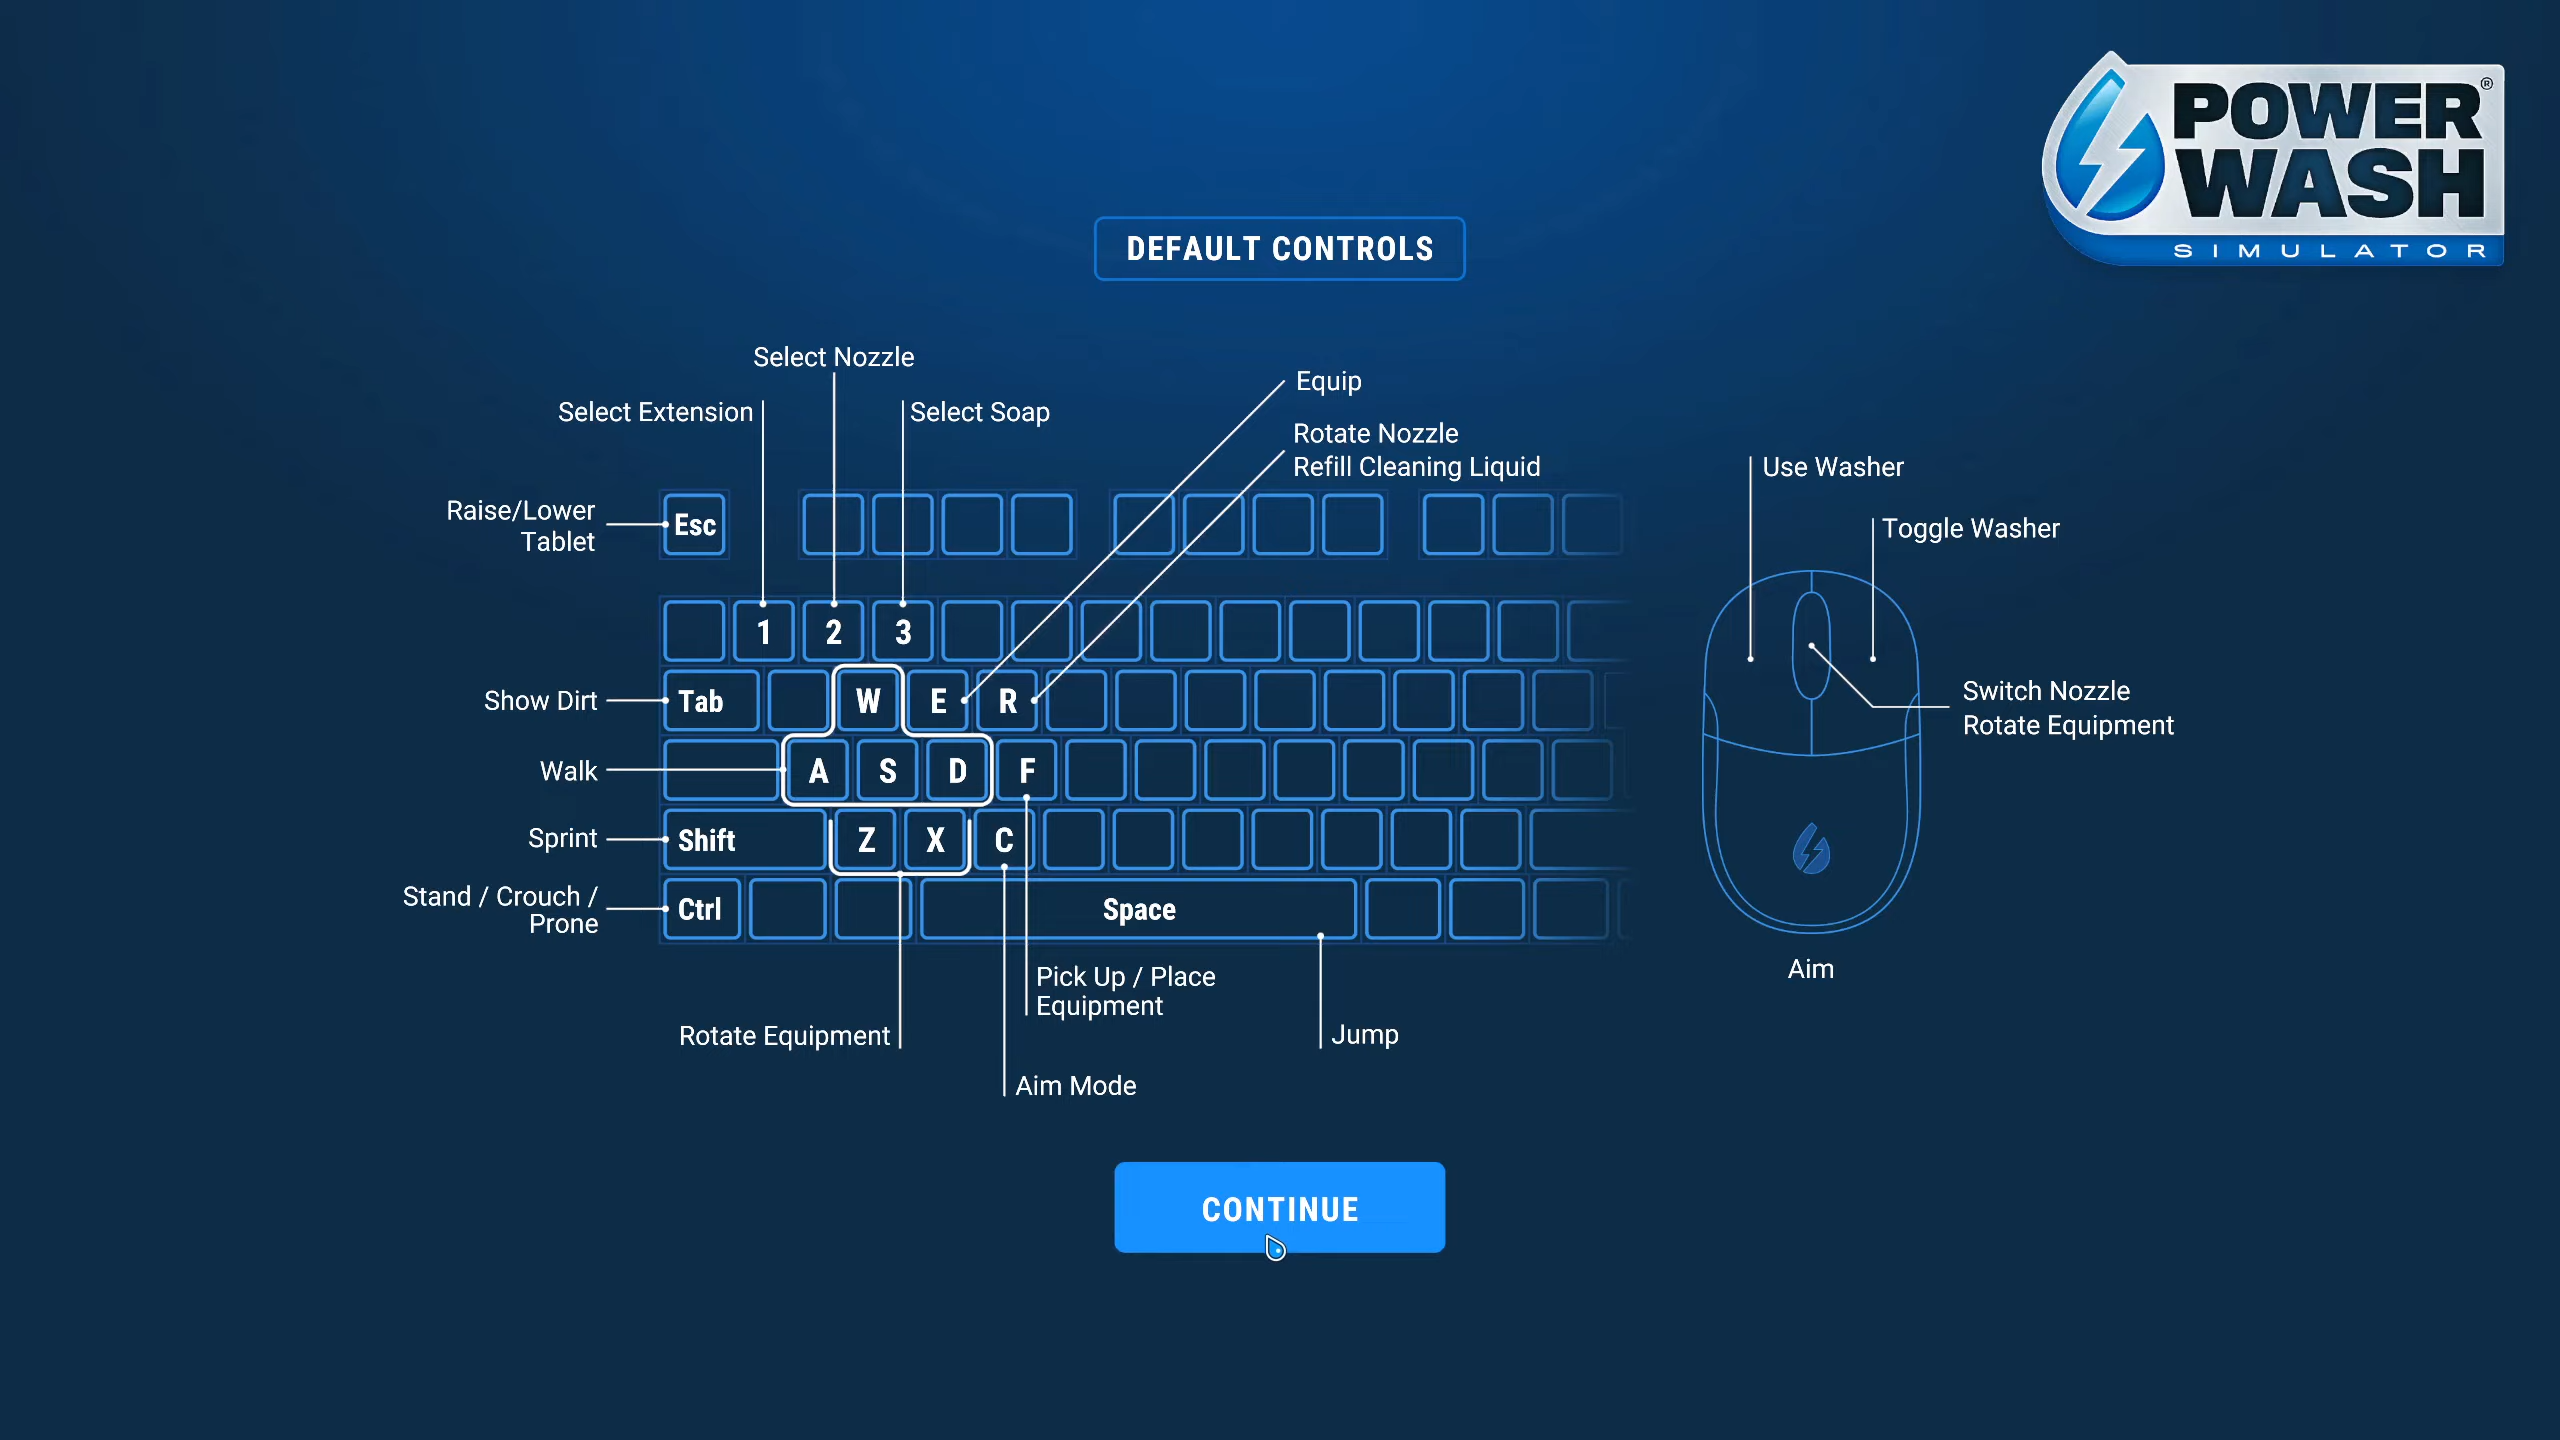 POWER
WASH
SIMULATOR
®
DEFAULT CONTROLS
Select Nozzle
Select Extension
Select Soap
Equip
Rotate Nozzle
Refill Cleaning Liquid
Raise/Lower
Tablet
Esc
1 2 3
Show Dirt
Tab W E R
Walk
A S D F
Sprint
Shift Z X C
Stand / Crouch /
Prone
Ctrl Space
Pick Up / Place
Equipment
Rotate Equipment
Jump
Aim Mode
Use Washer
Toggle Washer
Switch Nozzle
Rotate Equipment
Aim
CONTINUE